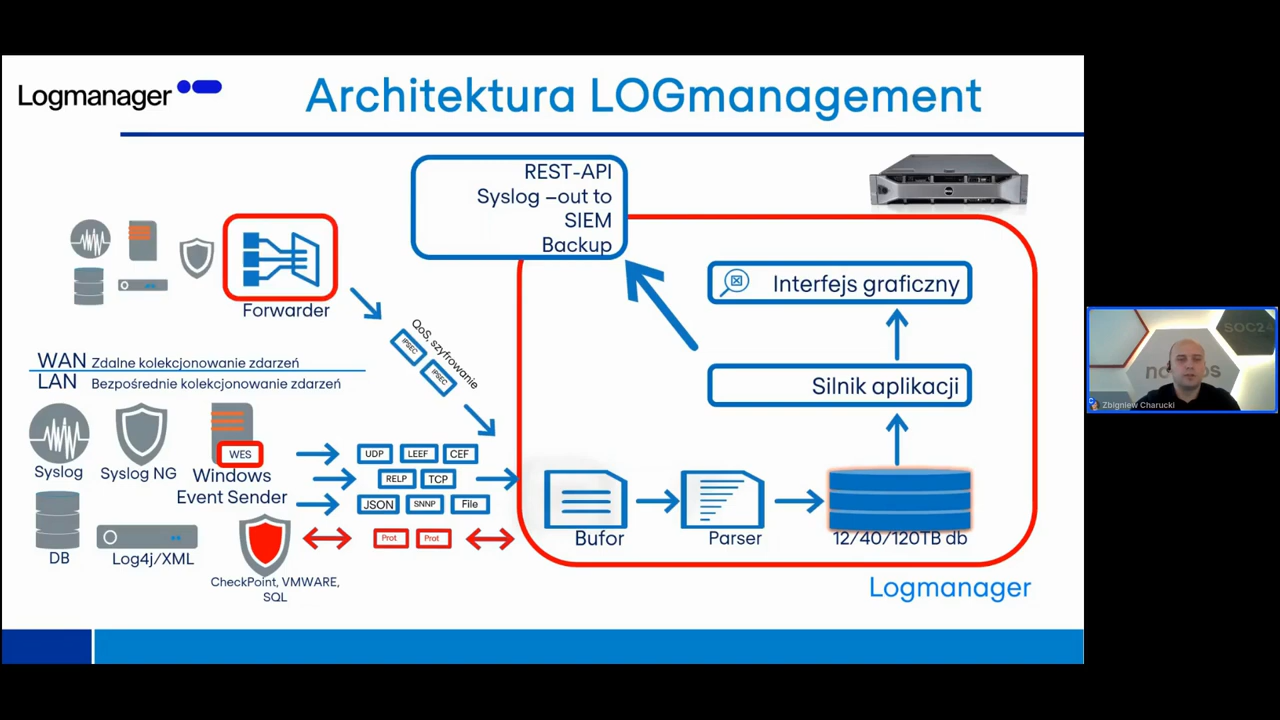 Logmanager
Architektura LOGmanagement
REST-API
Syslog –out to
SIEM
Backup
Forwarder
QoS, szyfrowanie
IPSEC
IPSEC
WAN Zdalne kolekcjonowanie zdarzeń
LAN Bezpośrednie kolekcjonowanie zdarzeń
Interfejs graficzny
Silnik aplikacji
Syslog
Syslog NG
WES
Windows
Event Sender
UDP
LEEF
CEF
RELP
TCP
JSON
SNNP
File
DB
Log4j/XML
CheckPoint, VMWARE,
SQL
Prot
Prot
Bufor
Parser
12/40/120TB db
Logmanager
SOC24
Zbigniew Charucki